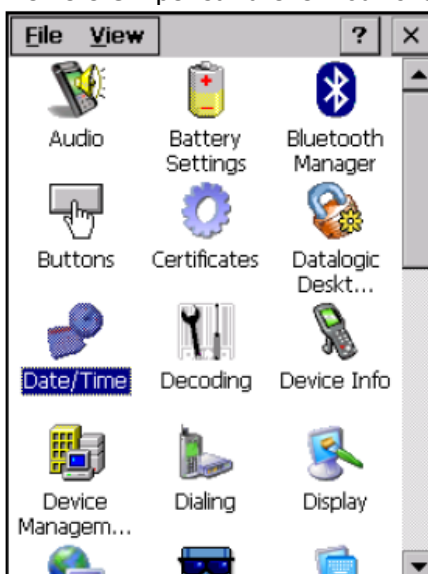 File View ? ×
Audio Battery Settings Bluetooth Manager
Buttons Certificates Datalogic Deskt...
Date/Time Decoding Device Info
Device Managem... Dialing Display